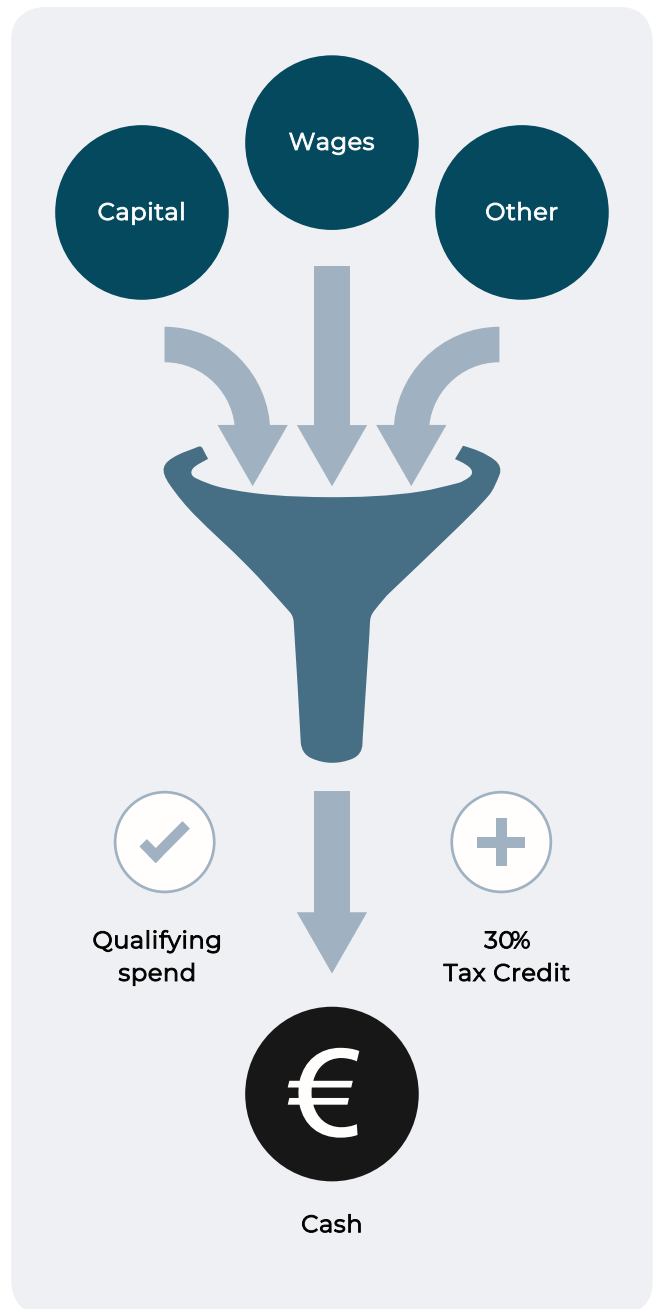 Wages
Capital
Other
Qualifying
spend
30%
Tax Credit
€
Cash